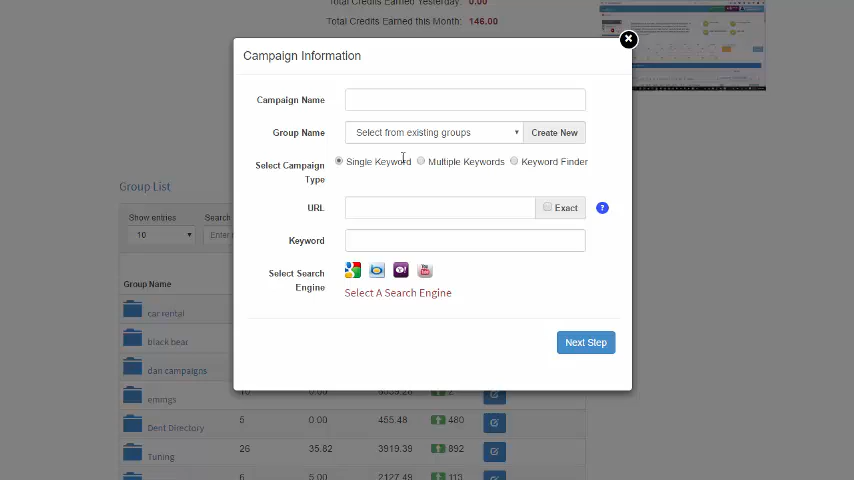 Total Credits Earned Yesterday: 0.00
Total Credits Earned this Month: 146.00
Campaign Information
Campaign Name
Group Name Select from existing groups Create New
Select Campaign Type Single Keyword Multiple Keywords Keyword Finder
URL Exact ?
Keyword
Select Search Engine
Select A Search Engine
Next Step
Group List
Show entries Search
10 Enter
Group Name
car rental
black bear
dan campaigns
emmgs
Dent Directory 5 0.00 455.48 480
Tuning 26 35.82 3919.39 892
6 5.00 2127.49 113